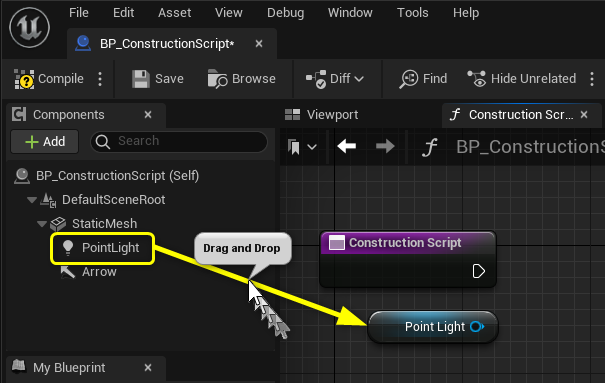 File Edit Asset View Debug Window Tools Help
BP_ConstructionScript*
Compile Save Browse Diff Find Hide Unrelated
Components Viewport Construction Scr...
Add Search BP_ConstructionS
BP_ConstructionScript (Self)
DefaultSceneRoot
StaticMesh
PointLight Drag and Drop Construction Script
Arrow
Point Light
My Blueprint